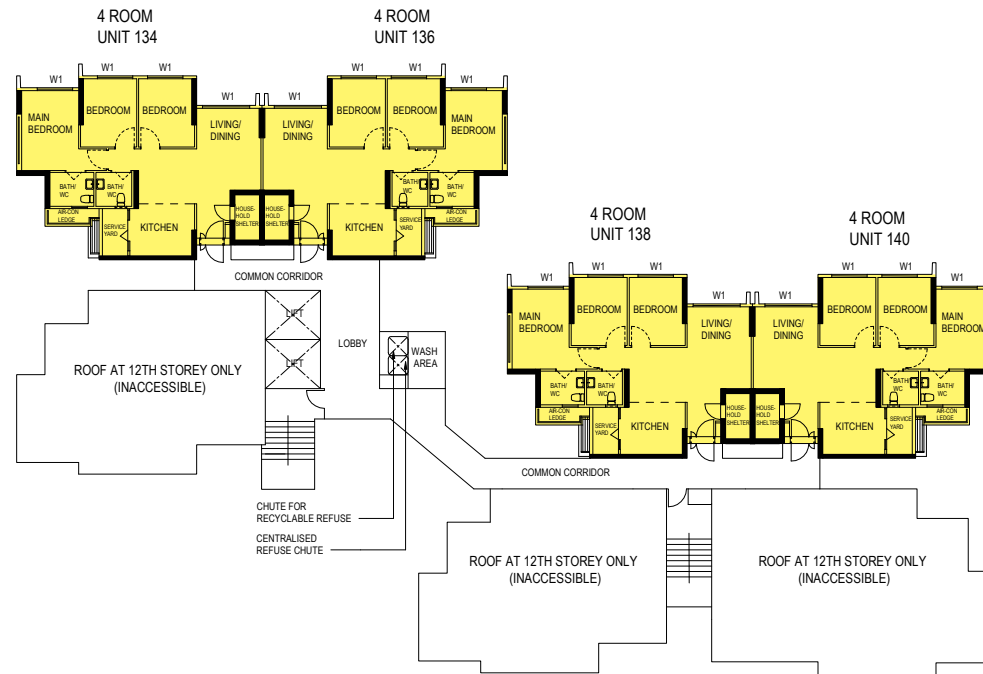 4 ROOM
UNIT 134
4 ROOM
UNIT 136
W1
W1
W1
W1
W1
W1
W1
W1
MAIN
BEDROOM
BEDROOM
BEDROOM
LIVING/
DINING
LIVING/
DINING
BEDROOM
BEDROOM
MAIN
BEDROOM
BATH/
WC
BATH/
WC
BATH/
WC
BATH/
WC
AIR-CON
LEDGE
SERVICE
YARD
KITCHEN
HOUSE-
HOLD
SHELTER
HOUSE-
HOLD
SHELTER
KITCHEN
SERVICE
YARD
AIR-CON
LEDGE
COMMON CORRIDOR
4 ROOM
UNIT 138
4 ROOM
UNIT 140
W1
W1
W1
W1
W1
W1
W1
W1
MAIN
BEDROOM
BEDROOM
BEDROOM
LIVING/
DINING
LIVING/
DINING
BEDROOM
BEDROOM
MAIN
BEDROOM
BATH/
WC
BATH/
WC
BATH/
WC
BATH/
WC
AIR-CON
LEDGE
SERVICE
YARD
KITCHEN
HOUSE-
HOLD
SHELTER
HOUSE-
HOLD
SHELTER
KITCHEN
SERVICE
YARD
AIR-CON
LEDGE
LIFT
LIFT
LOBBY
WASH
AREA
ROOF AT 12TH STOREY ONLY
(INACCESSIBLE)
COMMON CORRIDOR
CHUTE FOR
RECYCLABLE REFUSE
CENTRALISED
REFUSE CHUTE
ROOF AT 12TH STOREY ONLY
(INACCESSIBLE)
ROOF AT 12TH STOREY ONLY
(INACCESSIBLE)